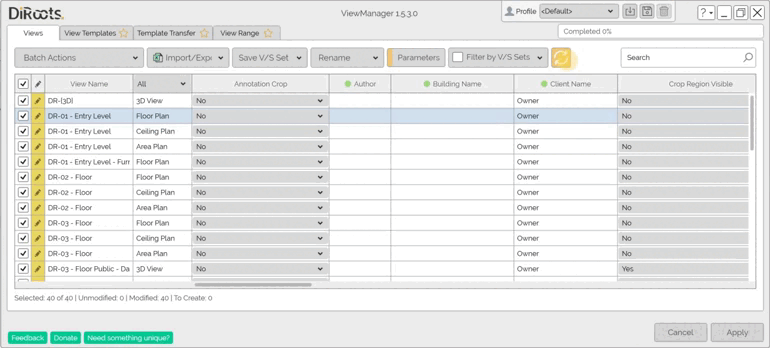 DiRoots.
ViewManager 1.5.3.0
Profile <Default>
?
Completed 0%
Views View Templates Template Transfer View Range
Batch Actions Import/Expo Save V/S Set Rename Parameters Filter by V/S Sets Search
View Name All Annotation Crop Author Building Name Client Name Crop Region Visible
DR-{3D} 3D View No Owner No
DR-01 - Entry Level Floor Plan No Owner No
DR-01 - Entry Level Ceiling Plan No Owner No
DR-01 - Entry Level Area Plan No Owner No
DR-01 - Entry Level - Furr Floor Plan No Owner No
DR-02 - Floor Floor Plan No Owner No
DR-02 - Floor Ceiling Plan No Owner No
DR-02 - Floor Area Plan No Owner No
DR-03 - Floor Floor Plan No Owner No
DR-03 - Floor Ceiling Plan No Owner No
DR-03 - Floor Area Plan No Owner No
DR-03 - Floor Public - Da 3D View No Owner Yes
Selected: 40 of 40 | Unmodified: 0 | Modified: 40 | To Create: 0
Feedback Donate Need something unique? Cancel Apply